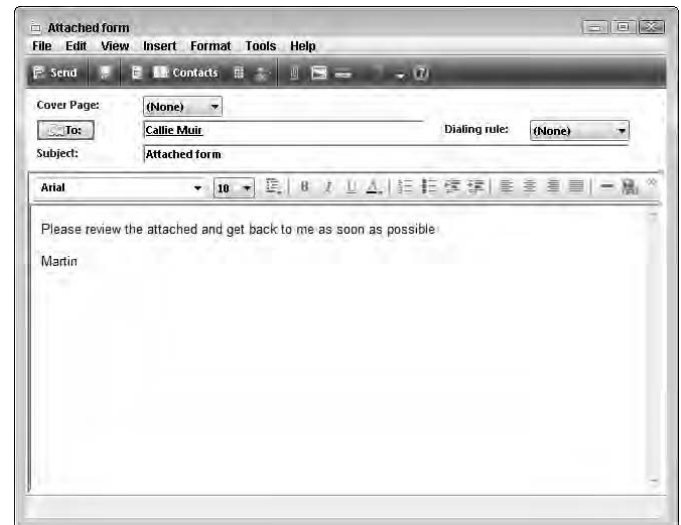 Attached form
File Edit View Insert Format Tools Help
Send Contacts
Cover Page: (None)
To: Callie Muir Dialing rule: (None)
Subject: Attached form
Arial 10 B I U A
Please review the attached and get back to me as soon as possible
Martin